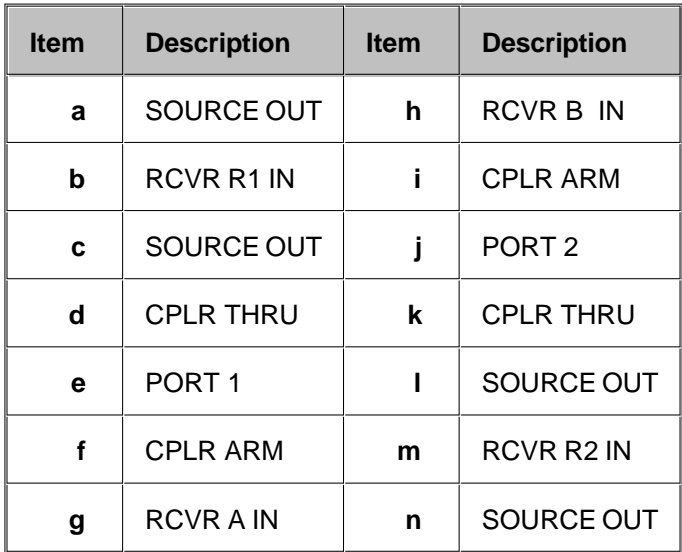 Item Description Item Description
a SOURCE OUT h RCVR B IN
b RCVR R1 IN i CPLR ARM
c SOURCE OUT j PORT 2
d CPLR THRU k CPLR THRU
e PORT 1 l SOURCE OUT
f CPLR ARM m RCVR R2 IN
g RCVR A IN n SOURCE OUT